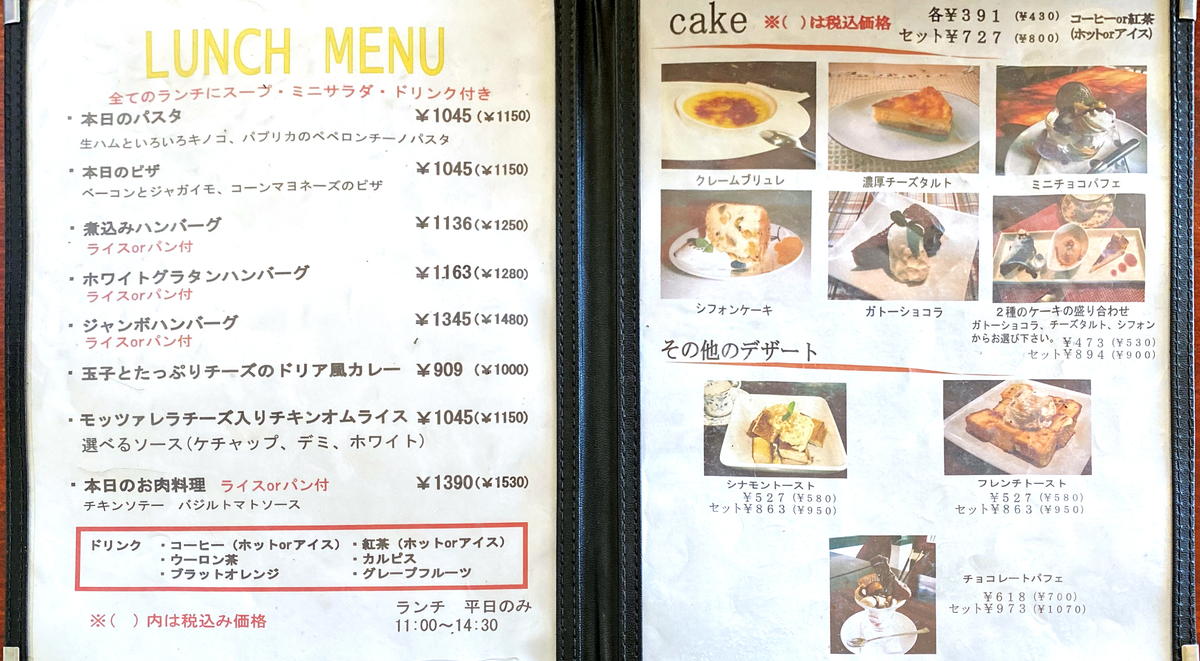 LUNCH MENU
全てのランチにスープ・ミニサラダ・ドリンク付き
・本日のパスタ ¥1045(¥1150)
生ハムといろいろキノコ、パプリカのペペロンチーノパスタ
・本日のピザ ¥1045(¥1150)
ベーコンとジャガイモ、コーンマヨネーズのピザ
・煮込みハンバーグ ¥1136(¥1250)
ライスorパン付
・ホワイトグラタンハンバーグ ¥1163(¥1280)
ライスorパン付
・ジャンボハンバーグ ¥1345(¥1480)
ライスorパン付
・玉子とたっぷりチーズのドリア風カレー ¥909 (¥1000)
・モッツァレラチーズ入りチキンオムライス ¥1045(¥1150)
選べるソース(ケチャップ、デミ、ホワイト)
・本日のお肉料理 ライスorパン付 ¥1390(¥1530)
チキンソテー バジルトマトソース
ドリンク ・コーヒー (ホットorアイス) ・紅茶 (ホットorアイス)
・ウーロン茶 ・カルピス
・ブラットオレンジ ・グレープフルーツ
※( )内は税込み価格
ランチ 平日のみ
11:00~14:30
cake ※( )は税込価格
各¥391 (¥430)
セット¥727 (¥800)
コーヒーor紅茶
(ホットorアイス)
クレームブリュレ 濃厚チーズタルト ミニチョコパフェ
シフォンケーキ ガトーショコラ 2種のケーキの盛り合わせ
ガトーショコラ、チーズタルト、シフォン
からお選び下さい。 ¥473 (¥530)
セット¥894 (¥900)
その他のデザート
シナモントースト
¥527 (¥580)
セット¥863 (¥950)
フレンチトースト
¥527 (¥580)
セット¥863 (¥950)
チョコレートパフェ
¥618 (¥700)
セット¥973 (¥1070)